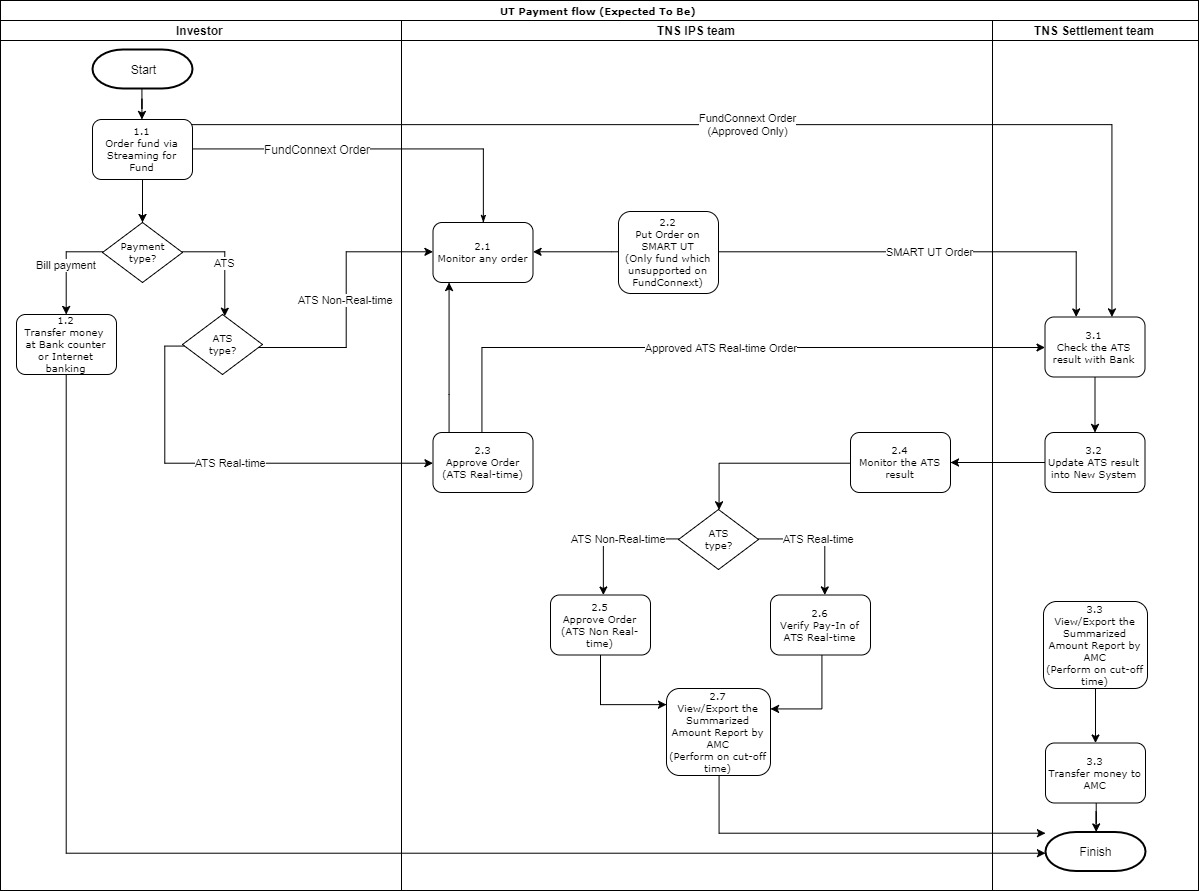 UT Payment flow (Expected To Be)
Investor
TNS IPS team
TNS Settlement team
Start
FundConnext Order
(Approved Only)
1.1
Order fund via
Streaming for
Fund
FundConnext Order
Payment
type?
Bill payment
ATS
2.1
Monitor any order
2.2
Put Order on
SMART UT
(Only fund which
unsupported on
FundConnext)
SMART UT Order
ATS Non-Real-time
1.2
Transfer money
at Bank counter
or Internet
banking
ATS
type?
Approved ATS Real-time Order
3.1
Check the ATS
result with Bank
ATS Real-time
2.3
Approve Order
(ATS Real-time)
2.4
Monitor the ATS
result
3.2
Update ATS result
into New System
ATS Non-Real-time
ATS
type?
ATS Real-time
2.5
Approve Order
(ATS Non Real-
time)
2.6
Verify Pay-In of
ATS Real-time
3.3
View/Export the
Summarized
Amount Report by
AMC
(Perform on cut-off
time)
2.7
View/Export the
Summarized
Amount Report by
AMC
(Perform on cut-off
time)
3.3
Transfer money to
AMC
Finish